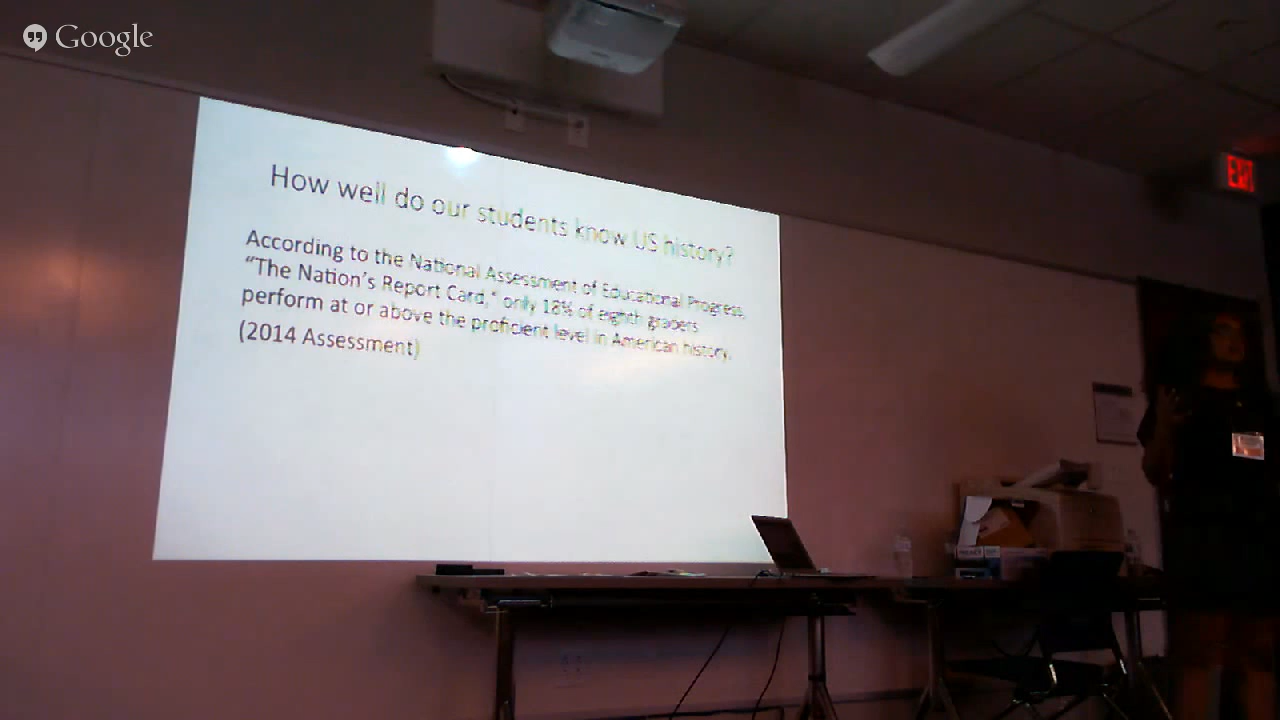 Google
How well do our students know US history?
According to the National Assessment of Educational Progress,
“The Nation’s Report Card,“ only 18% of eighth graders
perform at or above the proficient level in American history.
(2014 Assessment)
EXIT